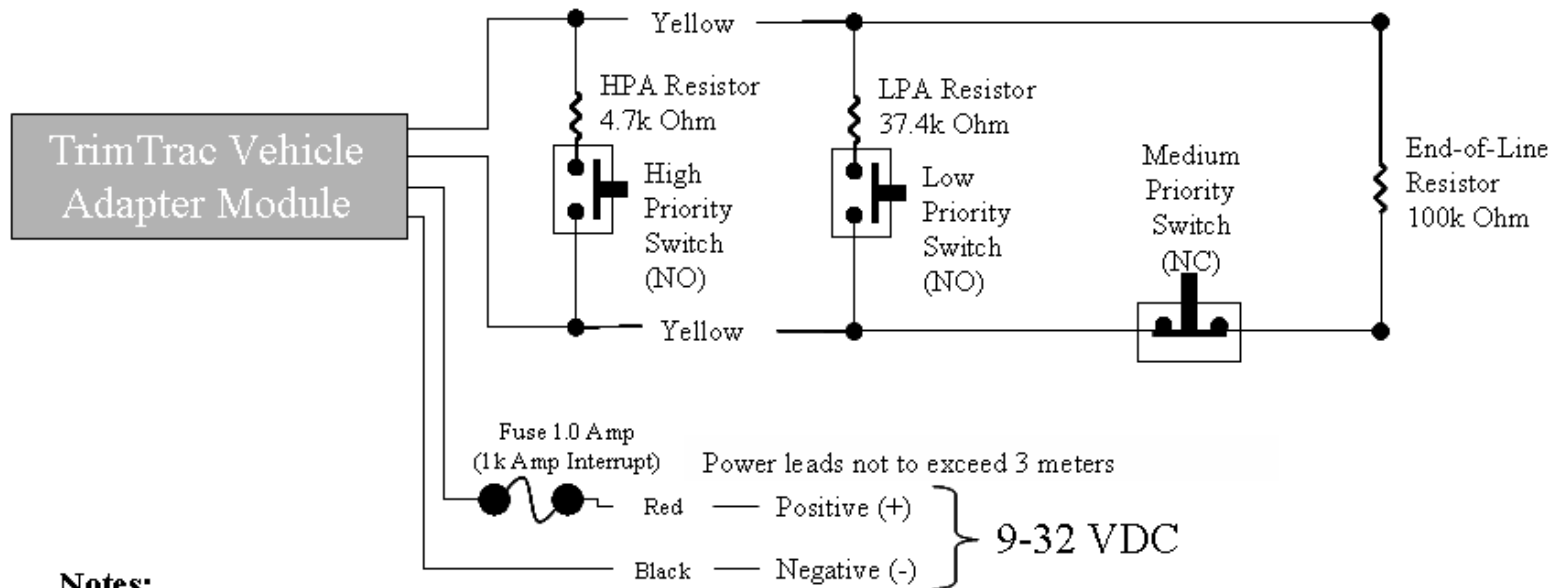 Yellow
HPA Resistor
4.7k Ohm
LPA Resistor
37.4k Ohm
TrimTrac Vehicle
Adapter Module
High
Priority
Switch
(NO)
Low
Priority
Switch
(NO)
Medium
Priority
Switch
(NC)
End-of-Line
Resistor
100k Ohm
Yellow
Fuse 1.0 Amp
(1k Amp Interrupt)
Power leads not to exceed 3 meters
Red
Positive (+)
9-32 VDC
Black
Negative (-)
Notes: